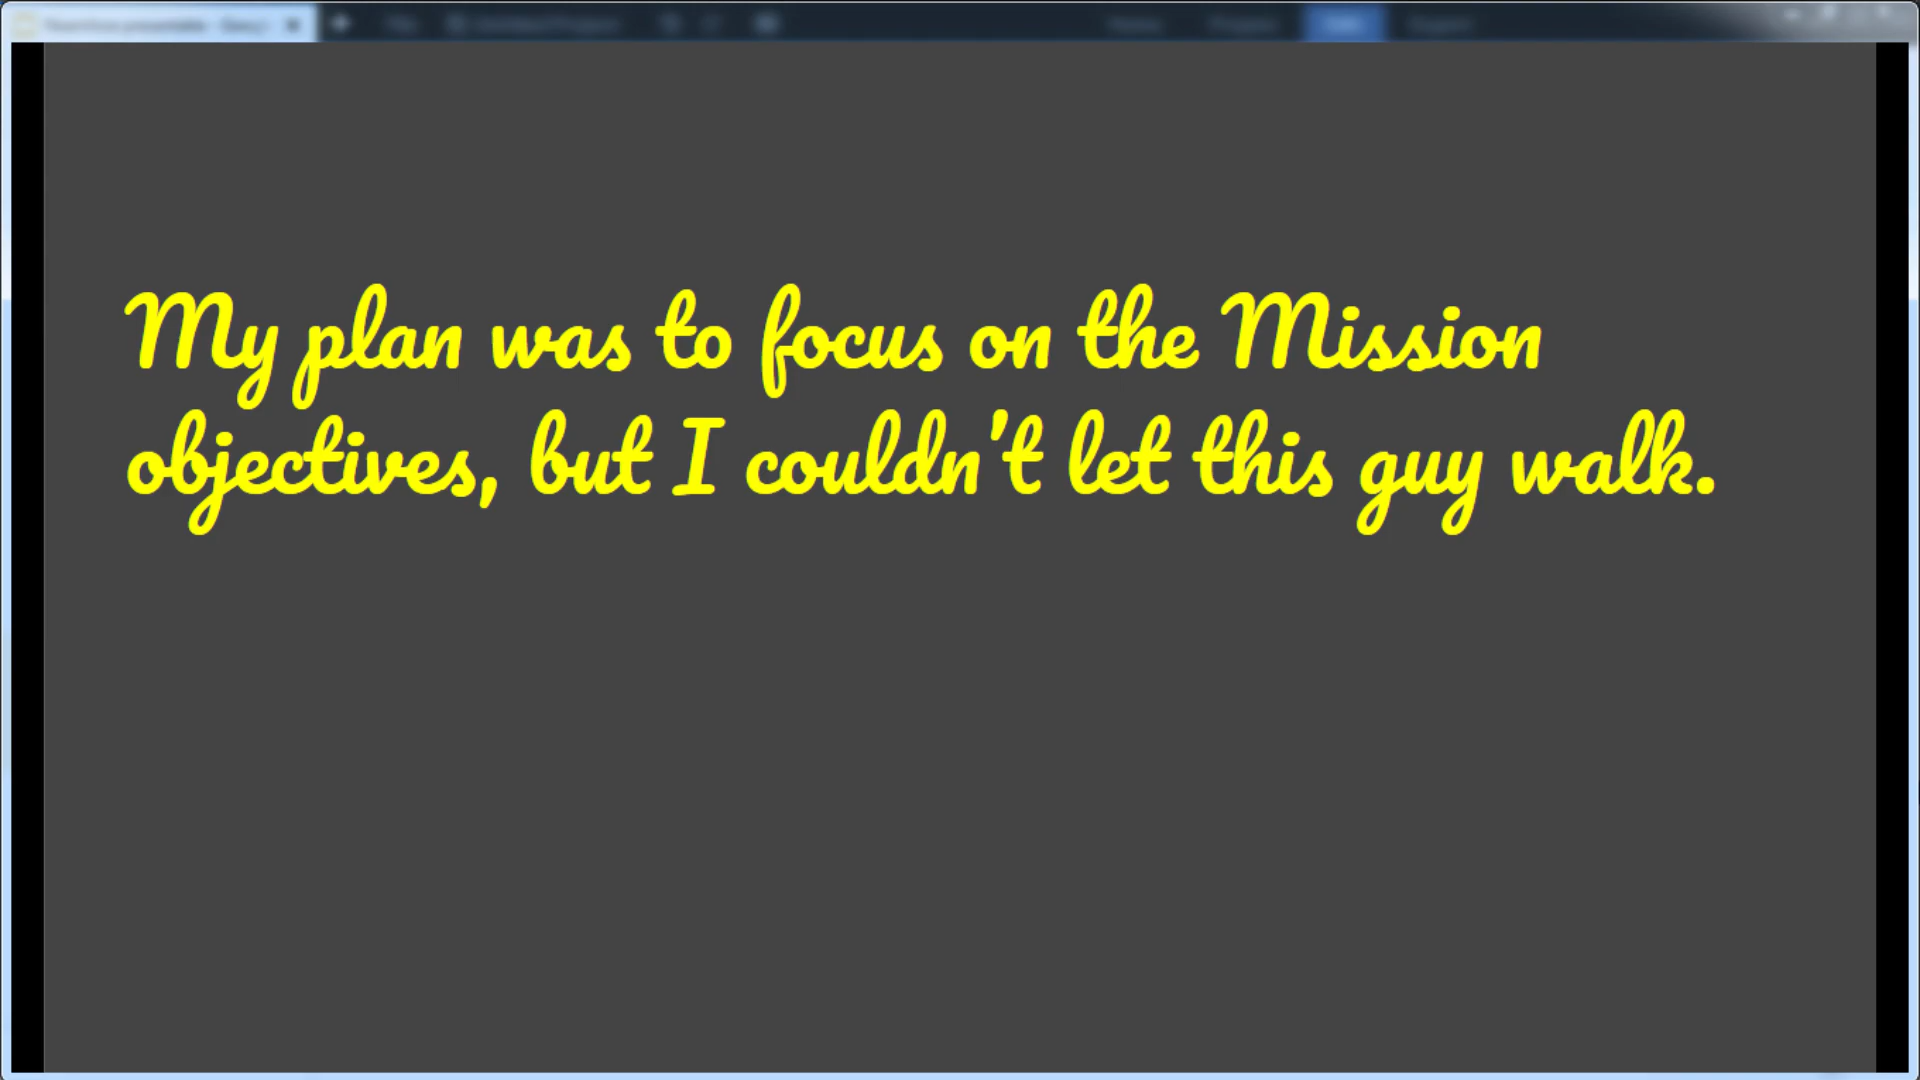 My plan was to focus on the Mission
objectives, but I couldn't let this guy walk.